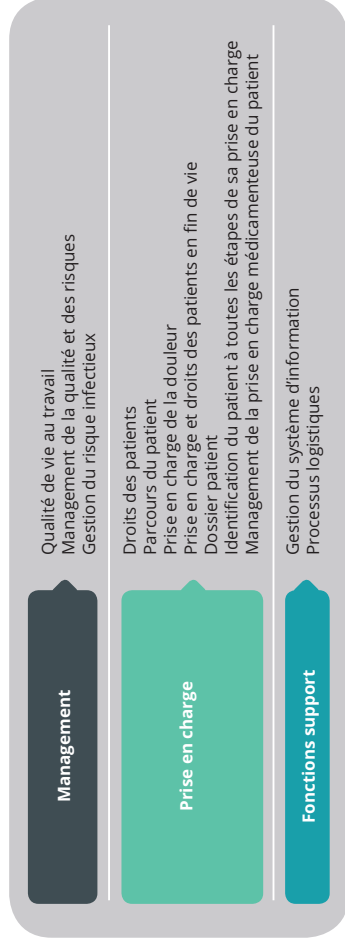 Management
Qualité de vie au travail
Management de la qualité et des risques
Gestion du risque infectieux
Prise en charge
Droits des patients
Parcours du patient
Prise en charge de la douleur
Prise en charge et droits des patients en fin de vie
Dossier patient
Identification du patient à toutes les étapes de sa prise en charge
Management de la prise en charge médicamenteuse du patient
Fonctions support
Gestion du système d’information
Processus logistiques